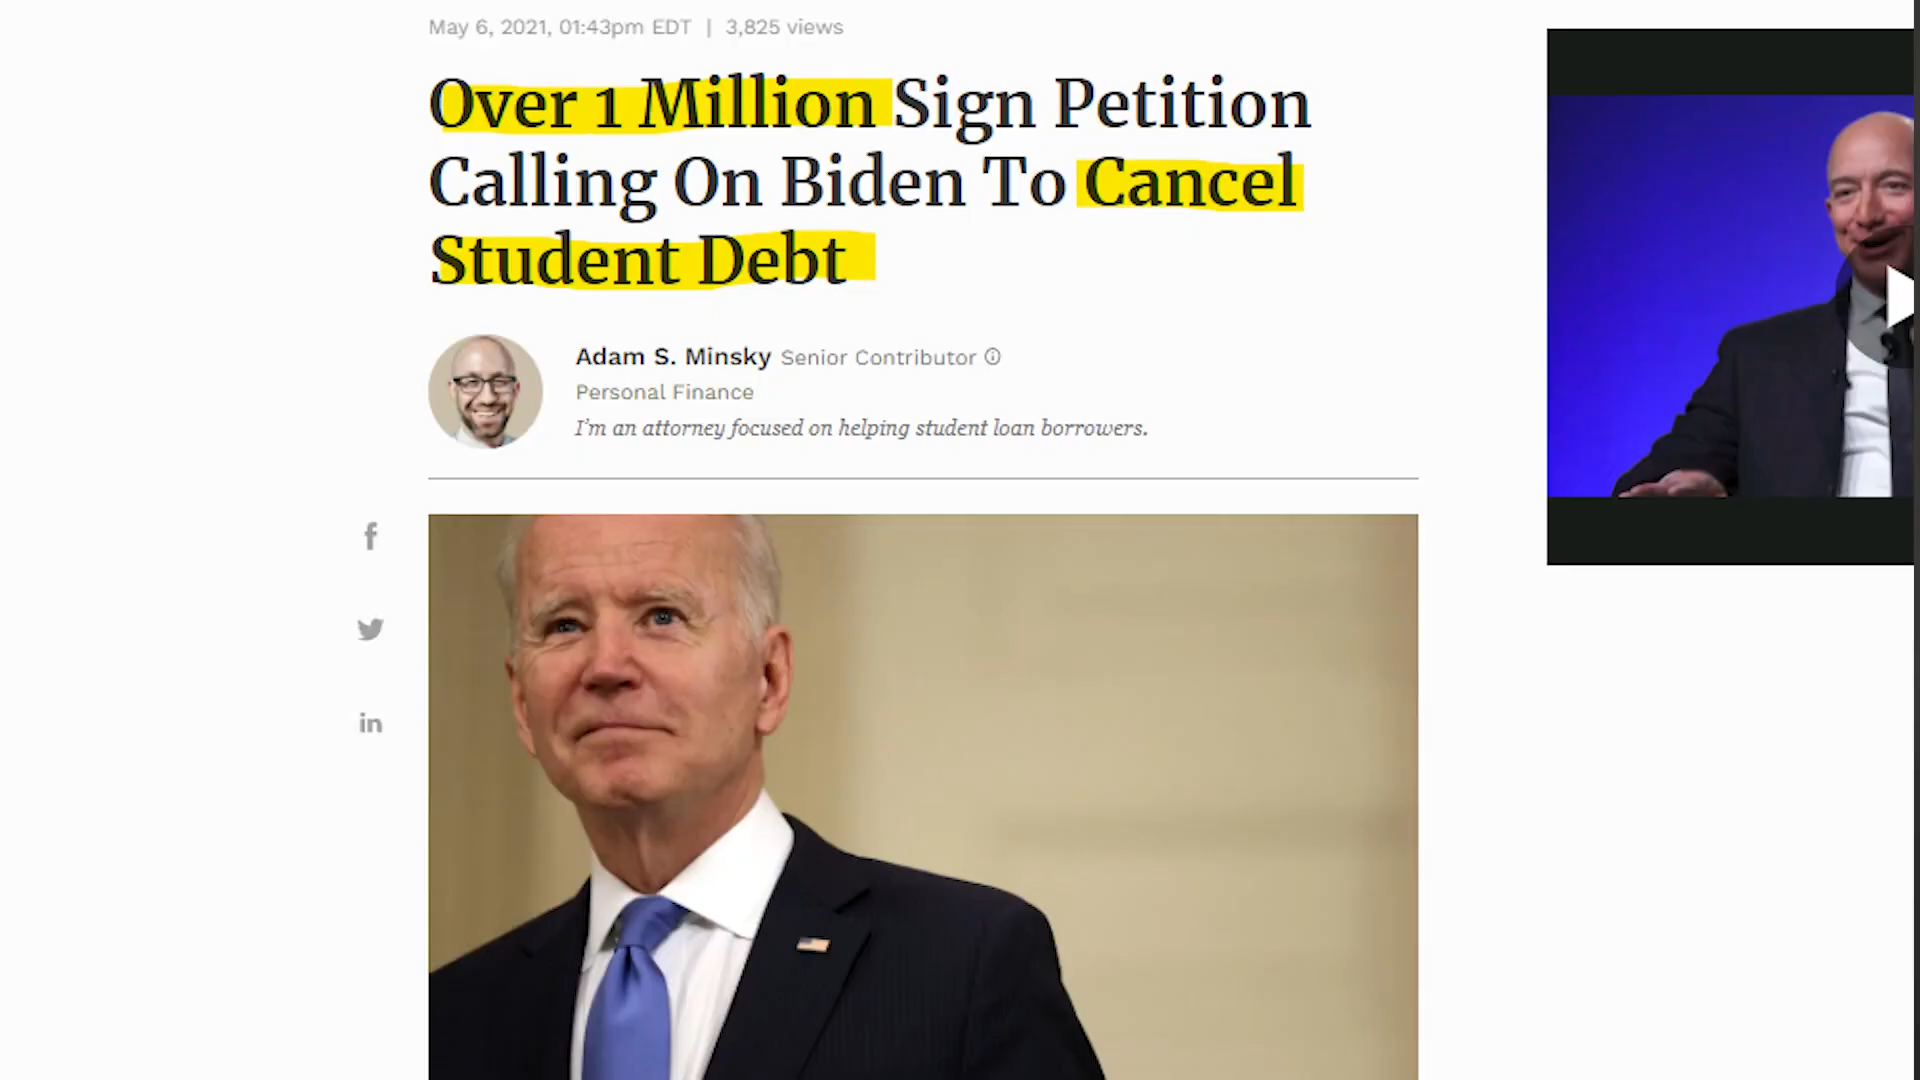 May 6, 2021, 01:43pm EDT | 3,825 views
Over 1 Million Sign Petition
Calling On Biden To Cancel
Student Debt
Adam S. Minsky Senior Contributor
Personal Finance
I'm an attorney focused on helping student loan borrowers.